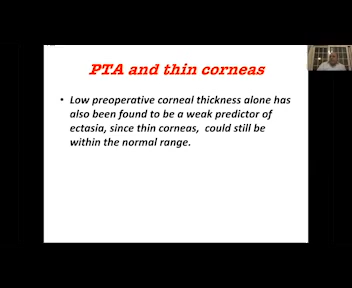 PTA and thin corneas
• Low preoperative corneal thickness alone has
also been found to be a weak predictor of
ectasia, since thin corneas, could still be
within the normal range.